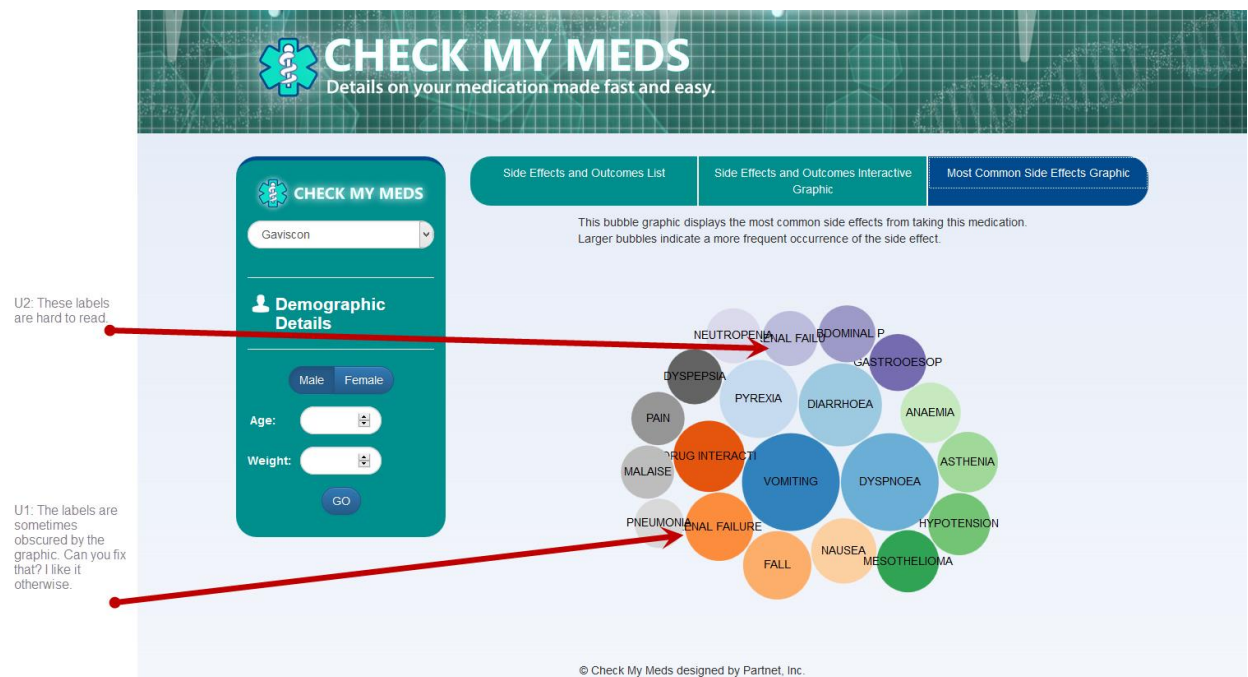 CHECK MY MEDS
Details on your medication made fast and easy.
CHECK MY MEDS
Gaviscon
Demographic
Details
Male Female
Age:
Weight:
GO
Side Effects and Outcomes List
Side Effects and Outcomes Interactive
Graphic
Most Common Side Effects Graphic
This bubble graphic displays the most common side effects from taking this medication.
Larger bubbles indicate a more frequent occurrence of the side effect.
U2: These labels
are hard to read.
U1: The labels are
sometimes
obscured by the
graphic. Can you fix
that? I like it
otherwise.
NEUTROPENIA
ENAL FAILU
BDOMINAL P
GASTROOESOP
DYSPEPSIA
PYREXIA
DIARRHOEA
ANAEMIA
PAIN
RUG INTERACTI
MALAISE
VOMITING
DYSPNOEA
ASTHENIA
PNEUMONIA
ENAL FAILURE
HYPOTENSION
FALL
NAUSEA
MESOTHELIOMA
© Check My Meds designed by Partnet, Inc.